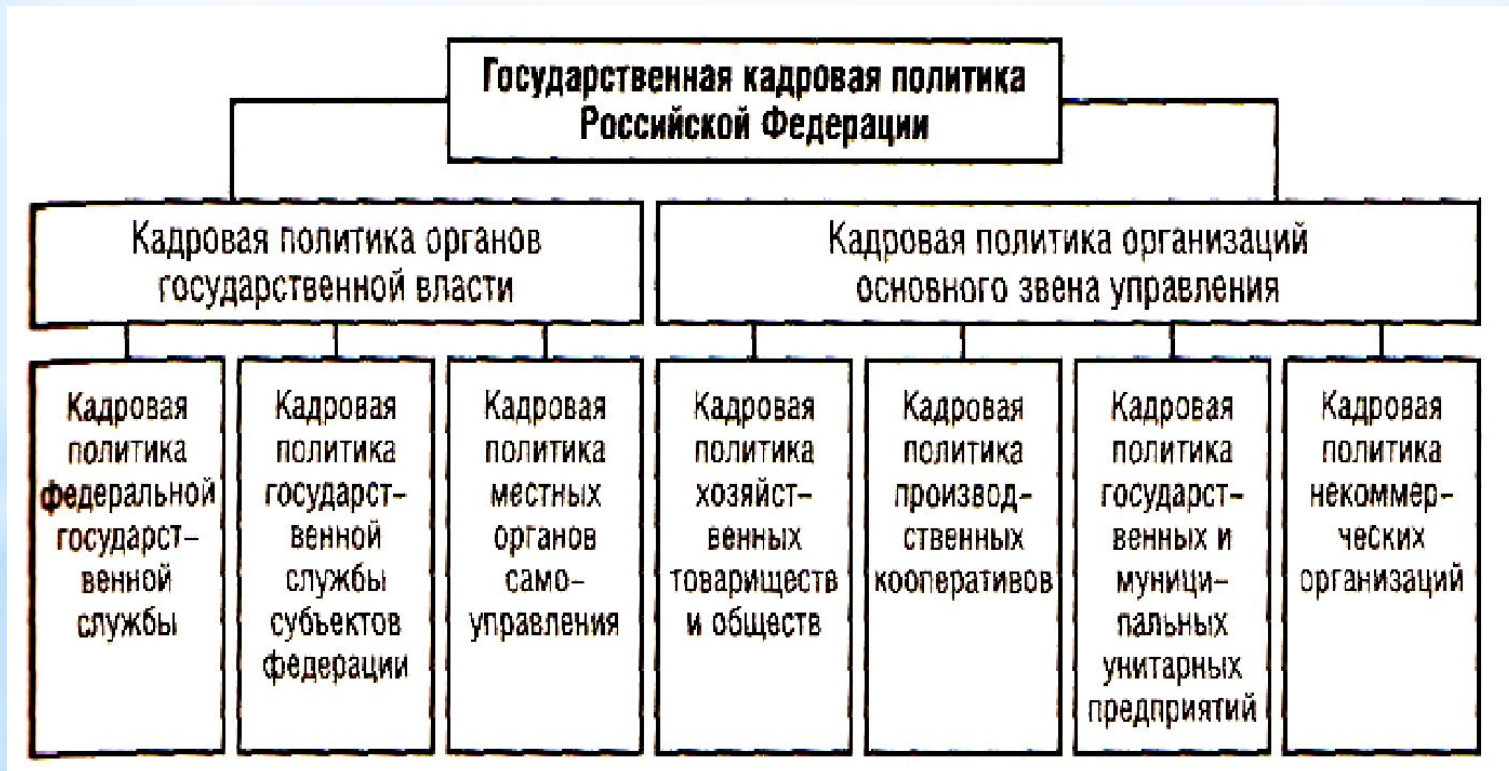 Государственная кадровая политика
Российской Федерации
Кадровая политика органов
государственной власти
Кадровая политика организаций
основного звена управления
Кадровая
политика
федеральной
государст-
венной
службы
Кадровая
политика
государст-
венной
службы
субъектов
федерации
Кадровая
политика
местных
органов
само-
управления
Кадровая
политика
хозяйст-
венных
товариществ
и обществ
Кадровая
политика
производ-
ственных
кооперативов
Кадровая
политика
государст-
венных и
муници-
пальных
унитарных
предприятий
Кадровая
политика
некоммер-
ческих
организаций